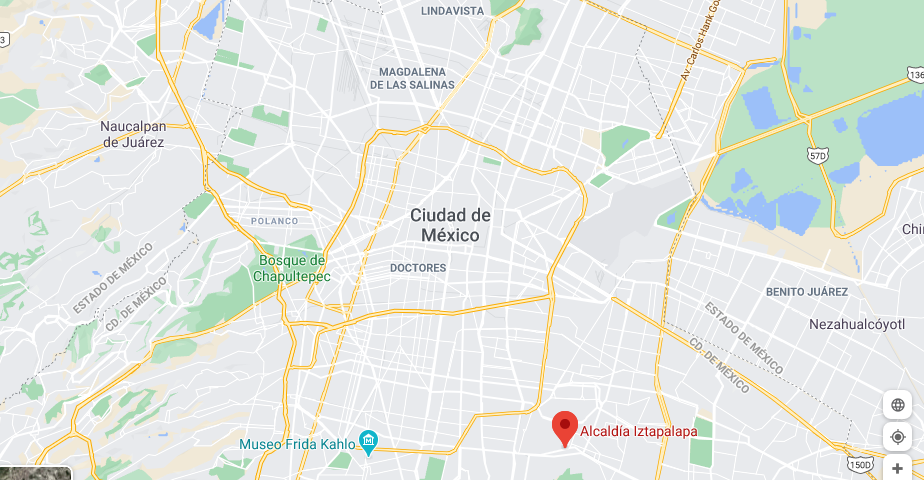 LINDAVISTA
3
MAGDALENA
DE LAS SALINAS
Av. Carlos Hank Go
136
Naucalpan
de Juárez
57D
POLANCO
Ciudad de
México
Chi
Bosque de
Chapultepec
DOCTORES
ESTADO DE MÉXICO
CD. DE MÉXICO
BENITO JUÁREZ
Nezahualcóyotl
ESTADO DE MÉXICO
CD. DE MÉXICO
Museo Frida Kahlo
Alcaldía Iztapalapa
150D